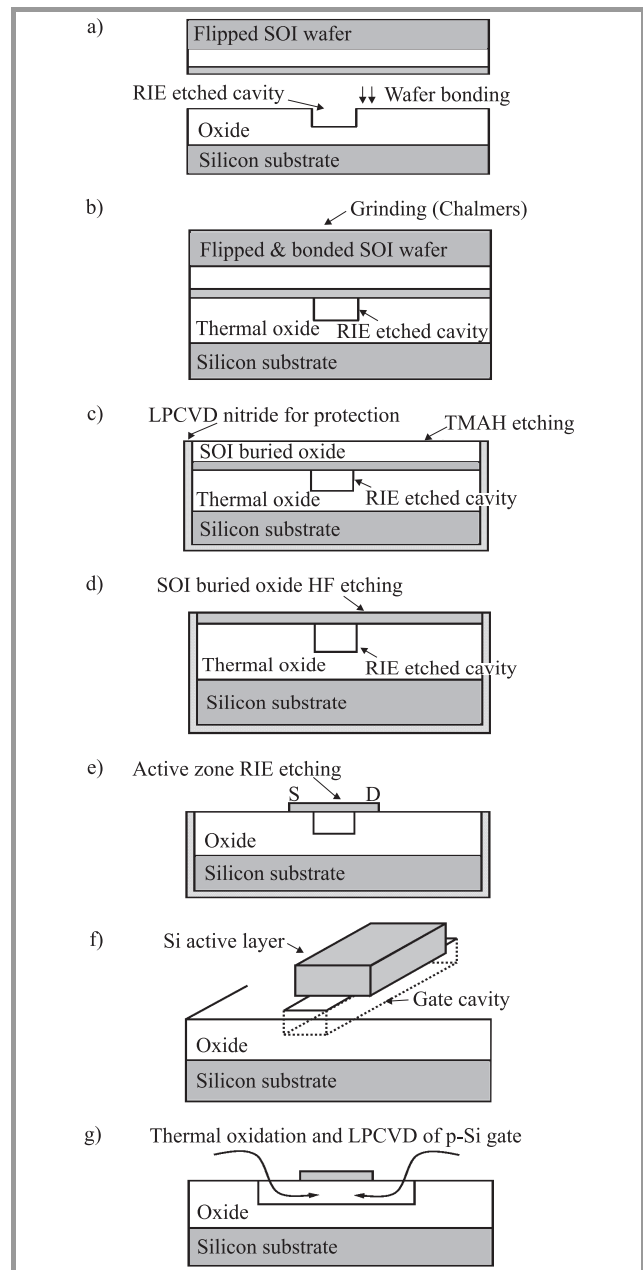 a)
Flipped SOI wafer
RIE etched cavity
Wafer bonding
Oxide
Silicon substrate
b)
Grinding (Chalmers)
Flipped & bonded SOI wafer
Thermal oxide
RIE etched cavity
Silicon substrate
c)
LPCVD nitride for protection
TMAH etching
SOI buried oxide
Thermal oxide
RIE etched cavity
Silicon substrate
d)
SOI buried oxide HF etching
Thermal oxide
RIE etched cavity
Silicon substrate
e)
Active zone RIE etching
S
D
Oxide
Silicon substrate
f)
Si active layer
Gate cavity
Oxide
Silicon substrate
g)
Thermal oxidation and LPCVD of p-Si gate
Oxide
Silicon substrate